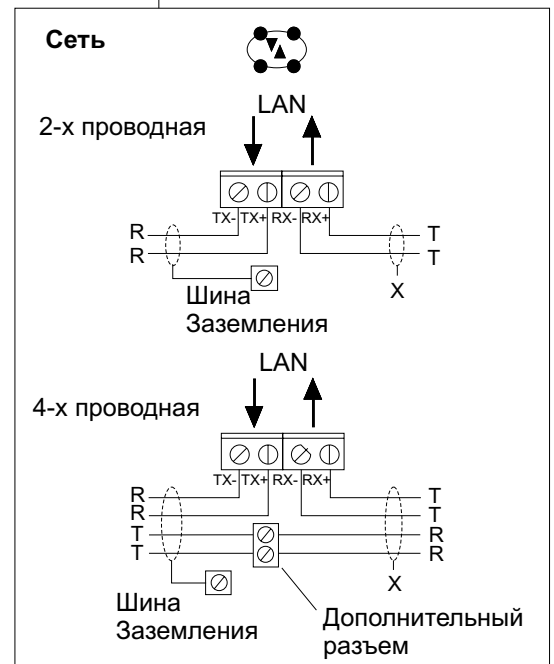 Сеть
LAN
2-х проводная
TX- TX+ RX- RX+
R T
R T
Шина X
Заземления
LAN
4-х проводная
TX- TX+ RX- RX+
R T
R T
T R
T R
X
Шина
Заземления
Дополнительный
разъем